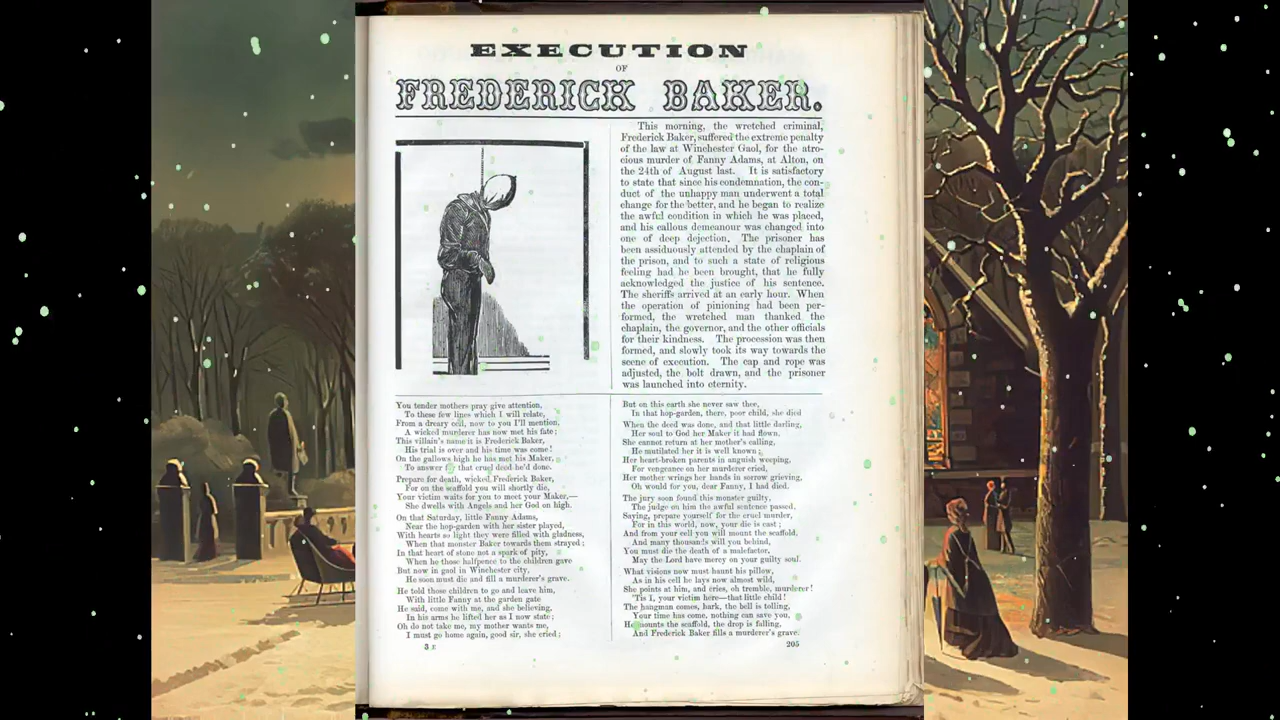 EXECUTION
OF
FREDERICK BAKER.
This morning, the wretched criminal,
Frederick Baker, suffered the extreme penalty
of the law at Winchester Gaol, for the atro-
cious murder of Fanny Adams, at Alton, on
the 24th of August last. It is satisfactory
to state that since his condemnation, the con-
duct of the unhappy man underwent a total
change for the better, and he began to realize
the awful condition in which he was placed,
and his callous demeanour was changed into
one of deep dejection. The prisoner has
been assiduously attended by the chaplain of
the prison, and to such a state of religious
feeling had he been brought, that he fully
acknowledged the justice of his sentence.
The sheriffs arrived at an early hour. When
the operation of pinioning had been per-
formed, the wretched man thanked the
chaplain, the governor, and the other officials
for their kindness. The procession was then
formed, and slowly took its way towards the
scene of execution. The cap and rope was
adjusted, the bolt drawn, and the prisoner
was launched into eternity.
You tender mothers pray give attention,
To these few lines which I will relate,
From a dreary cell, now to you I'll mention,
A wicked murderer has now met his fate;
This villain's name it is Frederick Baker,
His trial is over and his time was come!
On the gallows high he has met his Maker,
To answer for that cruel deed he'd done.
Prepare for death, wicked Frederick Baker,
For on the scaffold you will shortly die,
Your victim waits for you to meet your Maker,—
She dwells with Angels and her God on high.
On that Saturday, little Fanny Adams,
Near the hop-garden with her sister played,
With hearts so light they were filled with gladness,
When that monster Baker towards them strayed;
In that heart of stone not a spark of pity,
When he those halfpence to the children gave
But now in gaol in Winchester city,
He soon must die and fill a murderer's grave.
He told those children to go and leave him,
With little Fanny at the garden gate
He said, come with me, and she believing,
In his arms he lifted her as I now state;
Oh do not take me, my mother wants me,
I must go home again, good sir, she cried;
3 E
But on this earth she never saw thee,
In that hop-garden, there, poor child, she died
When the deed was done, and that little darling,
Her soul to God her Maker it had flown,
She cannot return at her mother's calling,
He mutilated her it is well known;
Her heart-broken parents in anguish weeping,
For vengeance on her murderer cried,
Her mother wrings her hands in sorrow grieving,
Oh would for you, dear Fanny, I had died.
The jury soon found this monster guilty,
The judge on him the awful sentence passed,
Saying, prepare yourself for the cruel murder,
For in this world, now, your die is cast;
And from your cell you will mount the scaffold,
And many thousands will you behind,
You must die the death of a malefactor,
May the Lord have mercy on your guilty soul.
What visions now must haunt his pillow,
As in his cell he lays now almost wild,
She points at him, and cries, oh tremble, murderer!
'Tis I, your victim here—that little child!
The hangman comes, hark, the bell is tolling,
Your time has come, nothing can save you,
He mounts the scaffold, the drop is falling,
And Frederick Baker fills a murderer's grave.
205